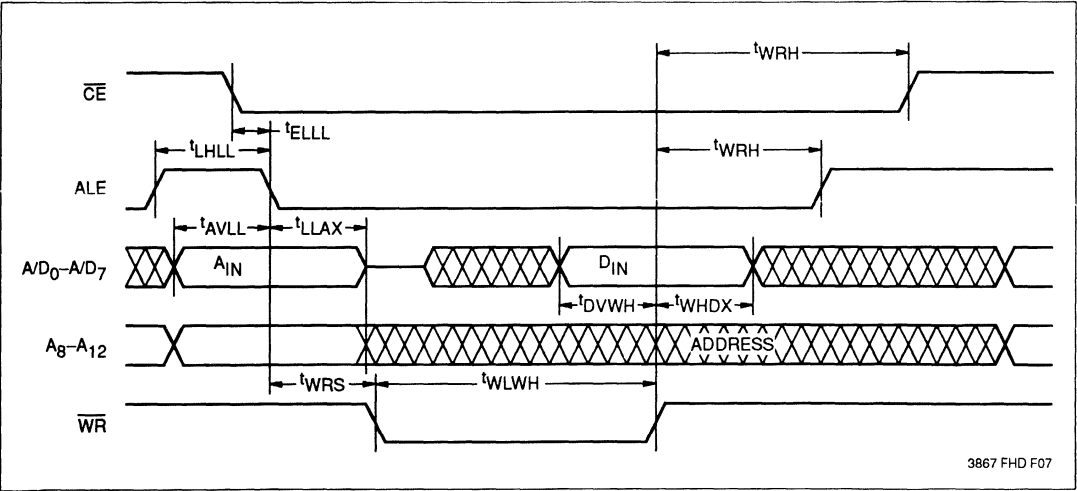 tWRH
CE
tELLL
tLHLL
tWRH
ALE
tAVLL
tLLAX
A/D0–A/D7
AIN
DIN
tDVWH
tWHDX
A8–A12
ADDRESS
tWRS
tWLWH
WR
3867 FHD F07